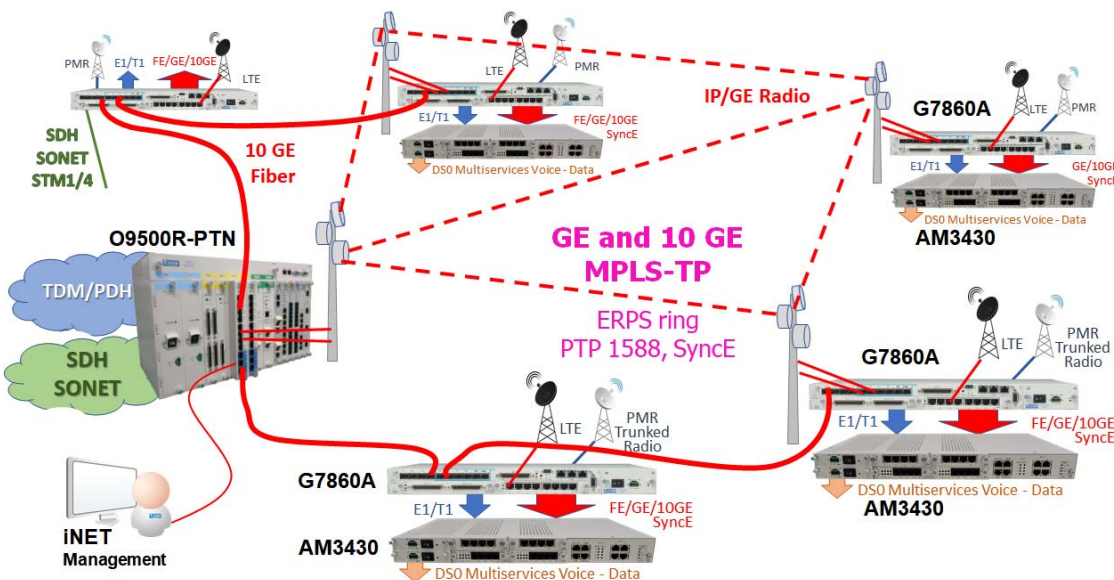 PMR
E1/T1
FE/GE/10GE
LTE
SDH
SONET
STM1/4
10 GE
Fiber
LTE
PMR
E1/T1
FE/GE/10GE
SyncE
DS0 Multiservices Voice - Data
IP/GE Radio
G7860A
LTE
PMR
E1/T1
GE/10GE
SyncE
DS0 Multiservices Voice - Data
AM3430
O9500R-PTN
TDM/PDH
SDH
SONET
GE and 10 GE
MPLS-TP
ERPS ring
PTP 1588, SyncE
G7860A
LTE
PMR
Trunked
Radio
E1/T1
FE/GE/10GE
SyncE
DS0 Multiservices Voice - Data
AM3430
LTE
PMR
Trunked
Radio
G7860A
E1/T1
FE/GE/10GE
SyncE
AM3430
DS0 Multiservices Voice - Data
iNET
Management